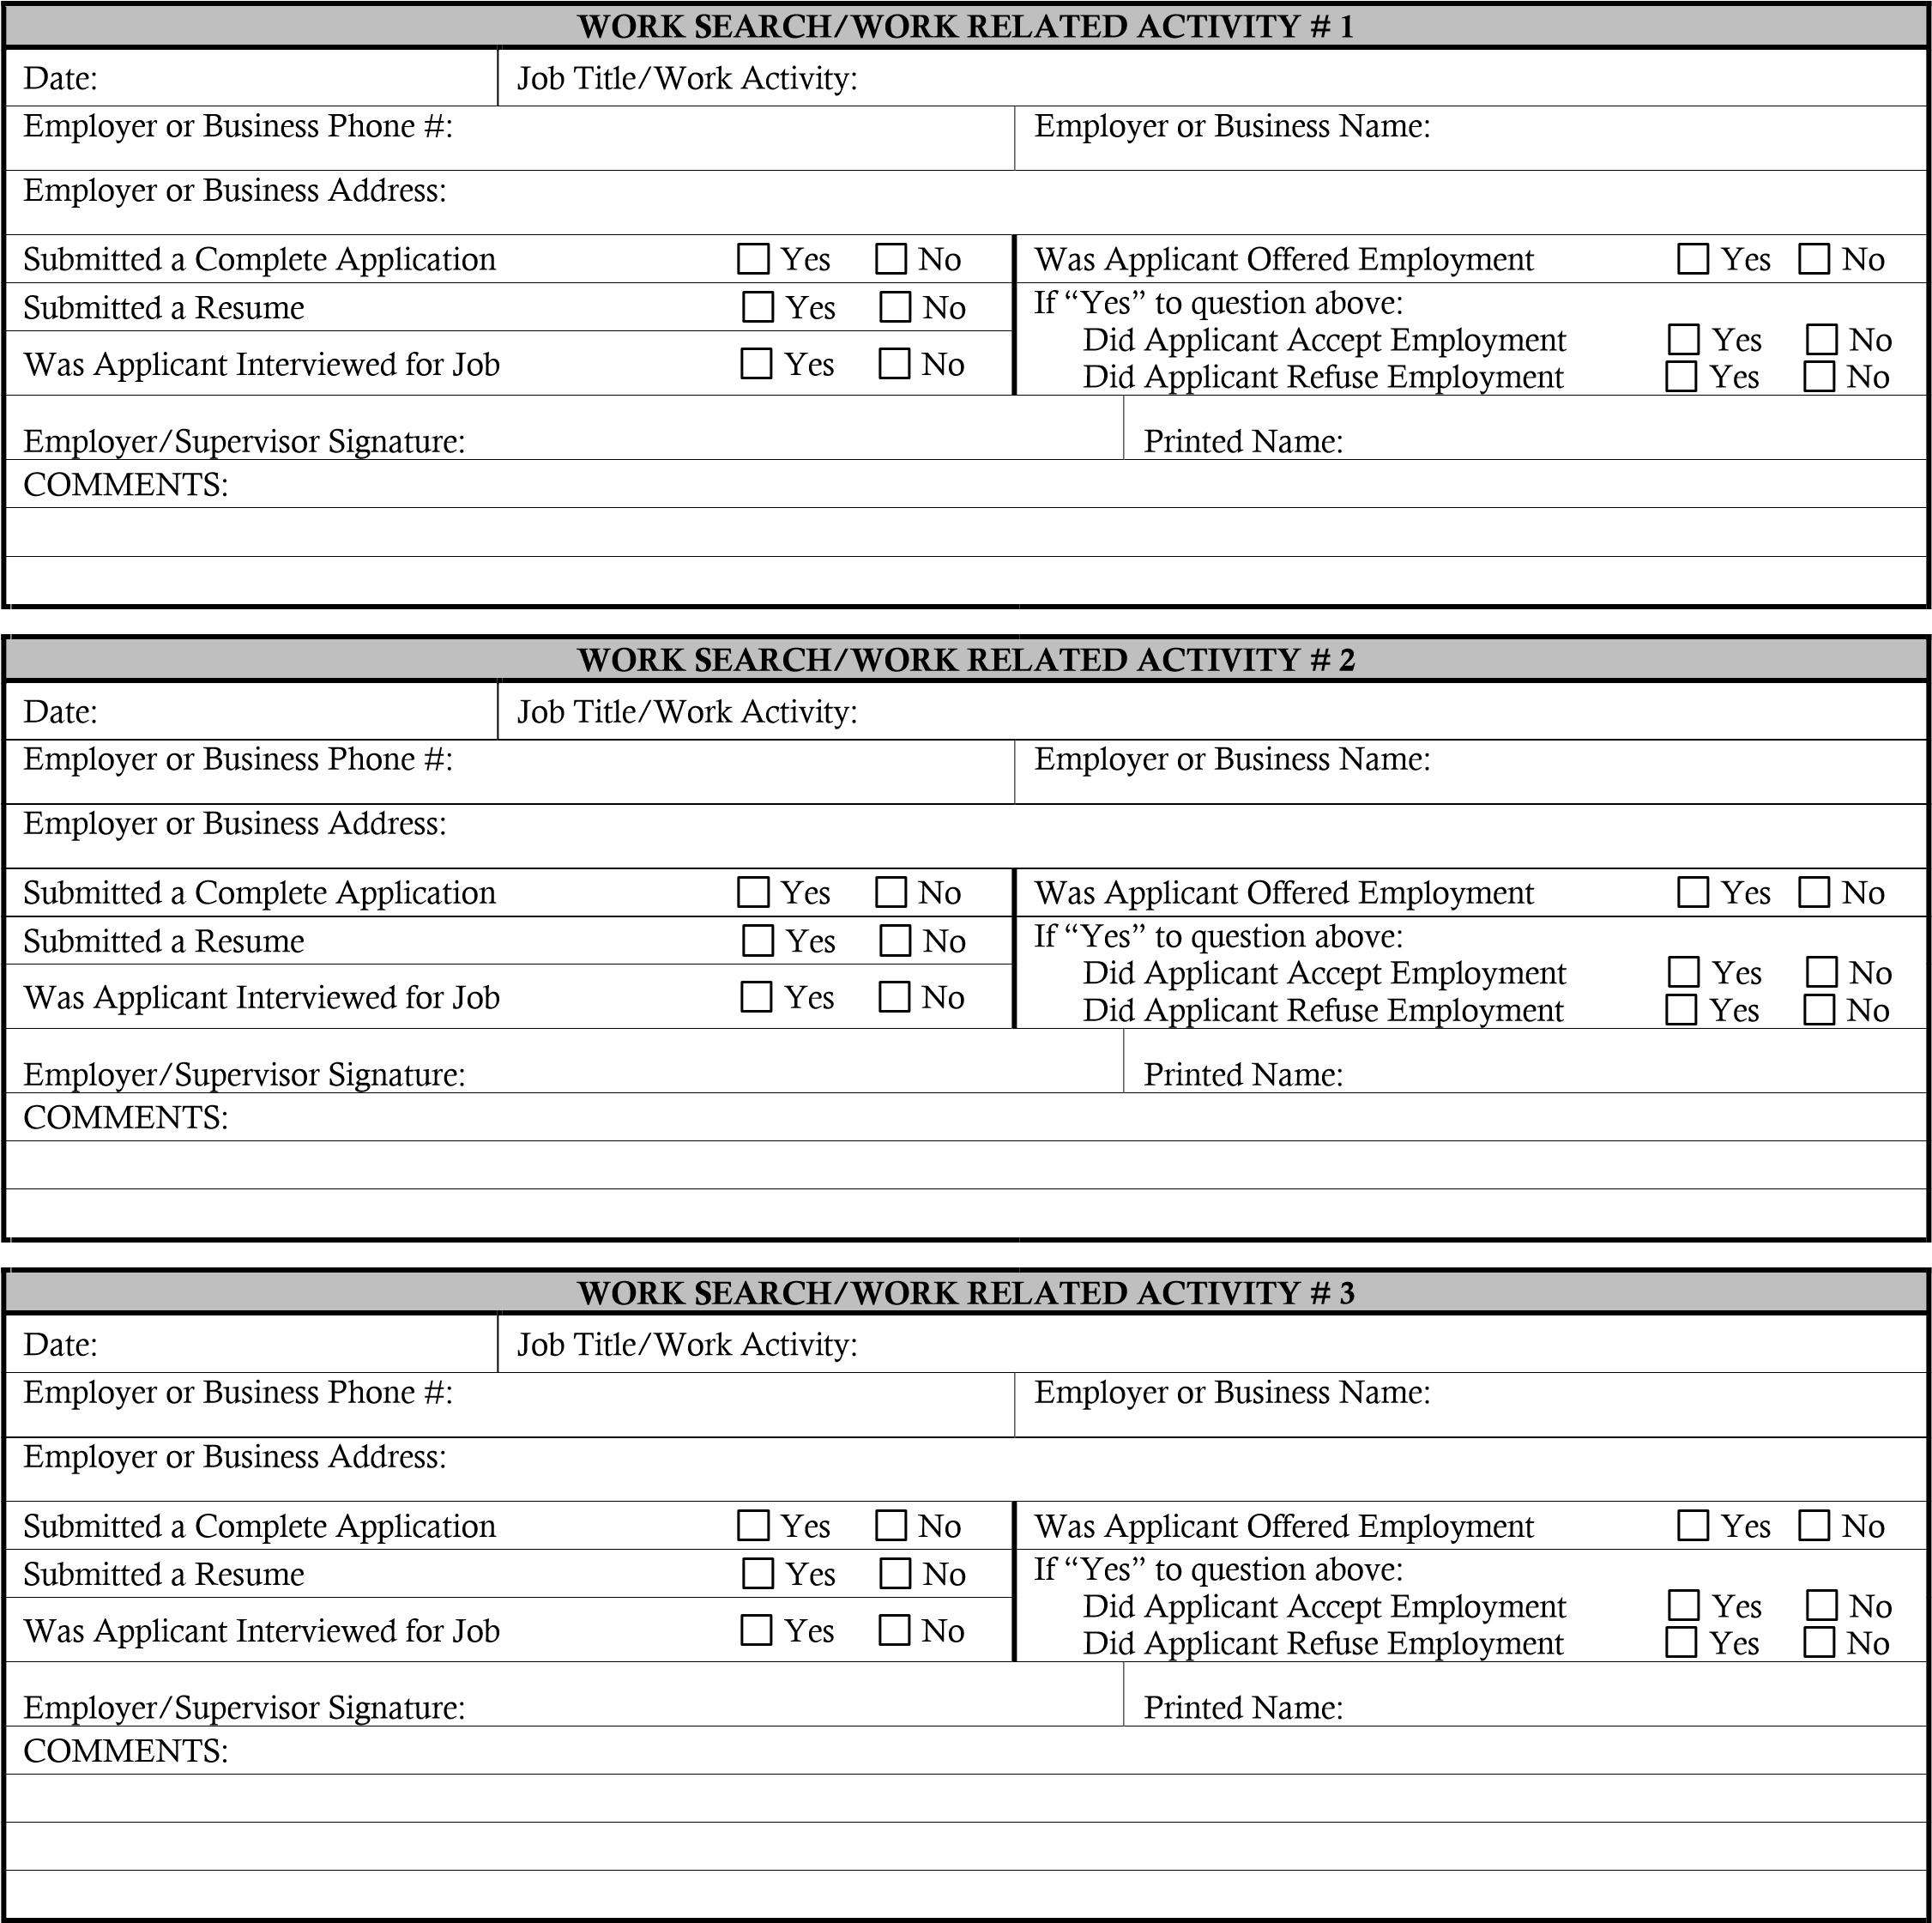 WORK SEARCH/WORK RELATED ACTIVITY # 1
Date: Job Title/Work Activity:
Employer or Business Phone #: Employer or Business Name:
Employer or Business Address:
Submitted a Complete Application Yes No Was Applicant Offered Employment Yes No
Submitted a Resume Yes No If “Yes” to question above:
Did Applicant Accept Employment Yes No
Was Applicant Interviewed for Job Yes No Did Applicant Refuse Employment Yes No
Employer/Supervisor Signature: Printed Name:
COMMENTS:
WORK SEARCH/WORK RELATED ACTIVITY # 2
Date: Job Title/Work Activity:
Employer or Business Phone #: Employer or Business Name:
Employer or Business Address:
Submitted a Complete Application Yes No Was Applicant Offered Employment Yes No
Submitted a Resume Yes No If “Yes” to question above:
Did Applicant Accept Employment Yes No
Was Applicant Interviewed for Job Yes No Did Applicant Refuse Employment Yes No
Employer/Supervisor Signature: Printed Name:
COMMENTS:
WORK SEARCH/WORK RELATED ACTIVITY # 3
Date: Job Title/Work Activity:
Employer or Business Phone #: Employer or Business Name:
Employer or Business Address:
Submitted a Complete Application Yes No Was Applicant Offered Employment Yes No
Submitted a Resume Yes No If “Yes” to question above:
Did Applicant Accept Employment Yes No
Was Applicant Interviewed for Job Yes No Did Applicant Refuse Employment Yes No
Employer/Supervisor Signature: Printed Name:
COMMENTS: